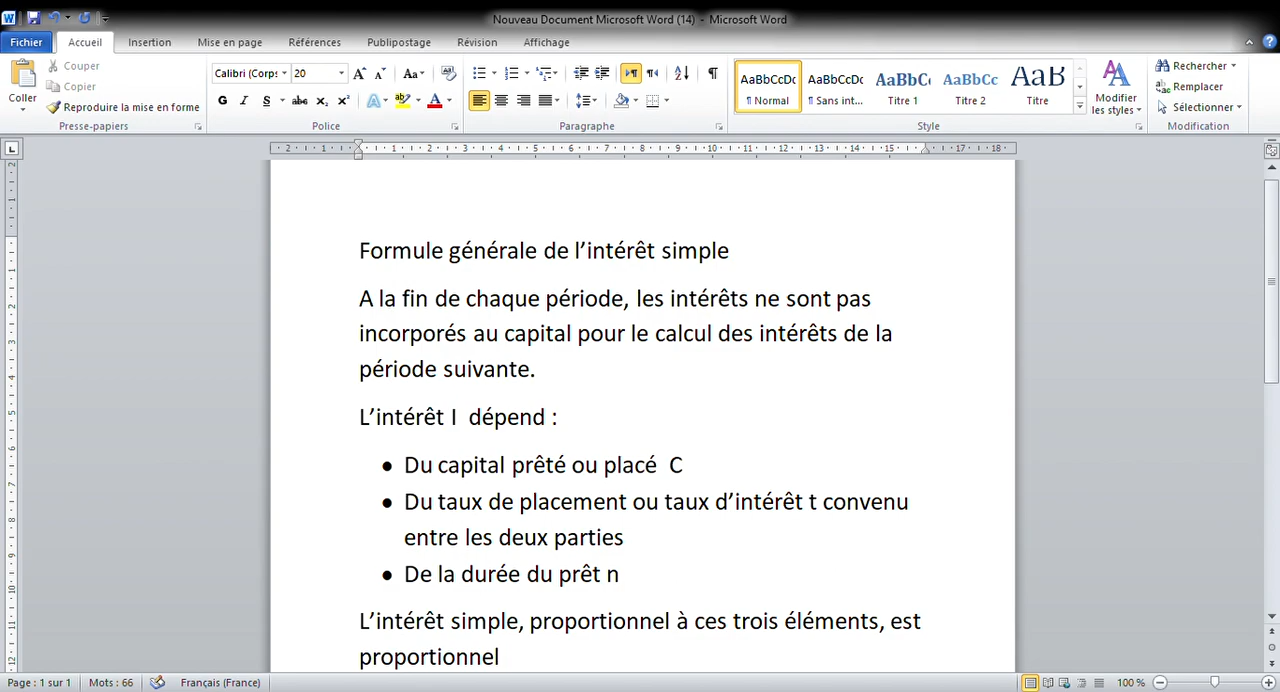 Nouveau Document Microsoft Word (14) - Microsoft Word
Fichier Accueil Insertion Mise en page Références Publipostage Révision Affichage
Coller
Couper
Copier
Reproduire la mise en forme
Presse-papiers
Calibri (Corps 20
Police
Paragraphe
AaBbCcDc AaBbCcDc AaBbC AaBbCc AaB
¶ Normal ¶ Sans int... Titre 1 Titre 2 Titre
Modifier
les styles
Style
Rechercher
Remplacer
Sélectionner
Modification
Formule générale de l’intérêt simple
A la fin de chaque période, les intérêts ne sont pas
incorporés au capital pour le calcul des intérêts de la
période suivante.
L’intérêt I dépend :
• Du capital prêté ou placé C
• Du taux de placement ou taux d’intérêt t convenu
entre les deux parties
• De la durée du prêt n
L’intérêt simple, proportionnel à ces trois éléments, est
proportionnel
Page : 1 sur 1 Mots : 66 Français (France) 100 %